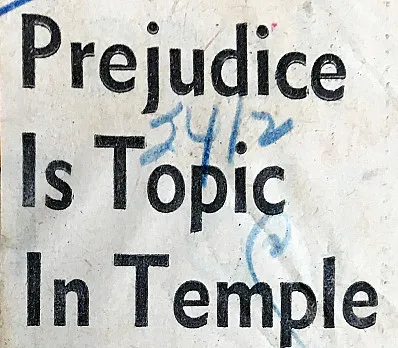 Prejudice
Is Topic
In Temple